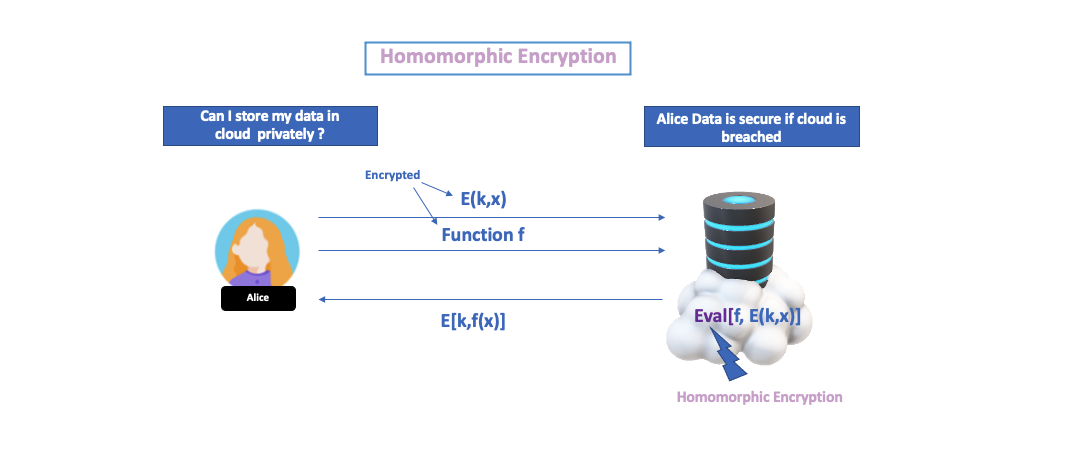 Homomorphic Encryption
Can I store my data in
cloud privately ?
Alice Data is secure if cloud is
breached
Encrypted
E(k,x)
Function f
Alice
E[k,f(x)]
Eval[f, E(k,x)]
Homomorphic Encryption